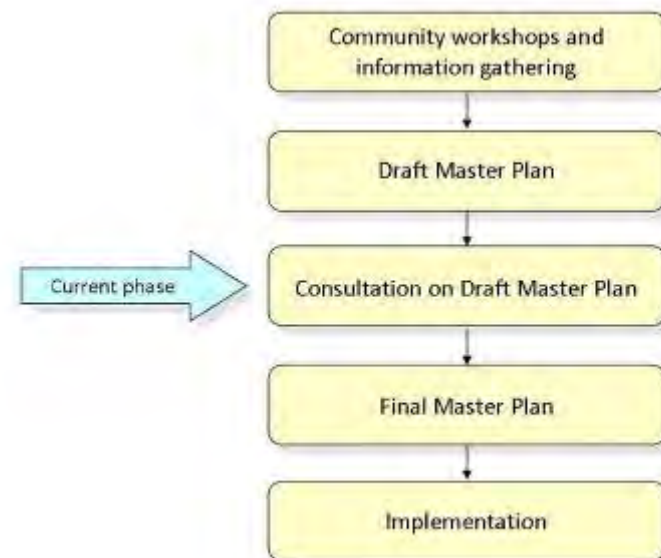 Community workshops and
information gathering
Draft Master Plan
Current phase
Consultation on Draft Master Plan
Final Master Plan
Implementation